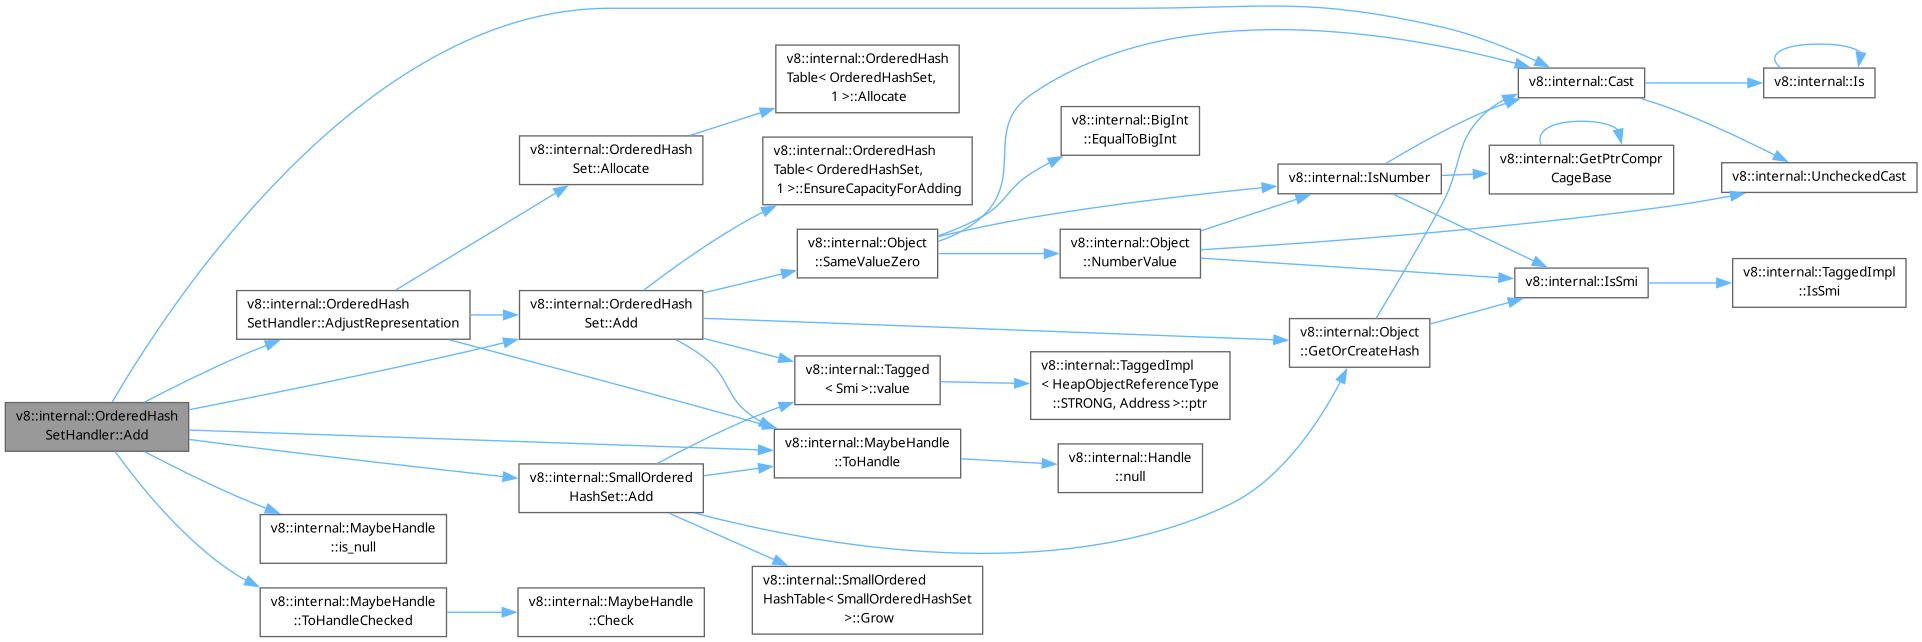 v8::internal::OrderedHash
SetHandler::Add
v8::internal::OrderedHash
SetHandler::AdjustRepresentation
v8::internal::MaybeHandle
::is_null
v8::internal::MaybeHandle
::ToHandleChecked
v8::internal::OrderedHash
Set::Allocate
v8::internal::OrderedHash
Set::Add
v8::internal::SmallOrdered
HashSet::Add
v8::internal::MaybeHandle
::Check
v8::internal::OrderedHash
Table< OrderedHashSet,
1 >::Allocate
v8::internal::OrderedHash
Table< OrderedHashSet,
1 >::EnsureCapacityForAdding
v8::internal::Object
::SameValueZero
v8::internal::Tagged
< Smi >::value
v8::internal::MaybeHandle
::ToHandle
v8::internal::SmallOrdered
HashTable< SmallOrderedHashSet
>::Grow
v8::internal::BigInt
::EqualToBigInt
v8::internal::Object
::NumberValue
v8::internal::TaggedImpl
< HeapObjectReferenceType
::STRONG, Address >::ptr
v8::internal::Handle
::null
v8::internal::IsNumber
v8::internal::Object
::GetOrCreateHash
v8::internal::Cast
v8::internal::GetPtrCompr
CageBase
v8::internal::IsSmi
v8::internal::Is
v8::internal::UncheckedCast
v8::internal::TaggedImpl
::IsSmi